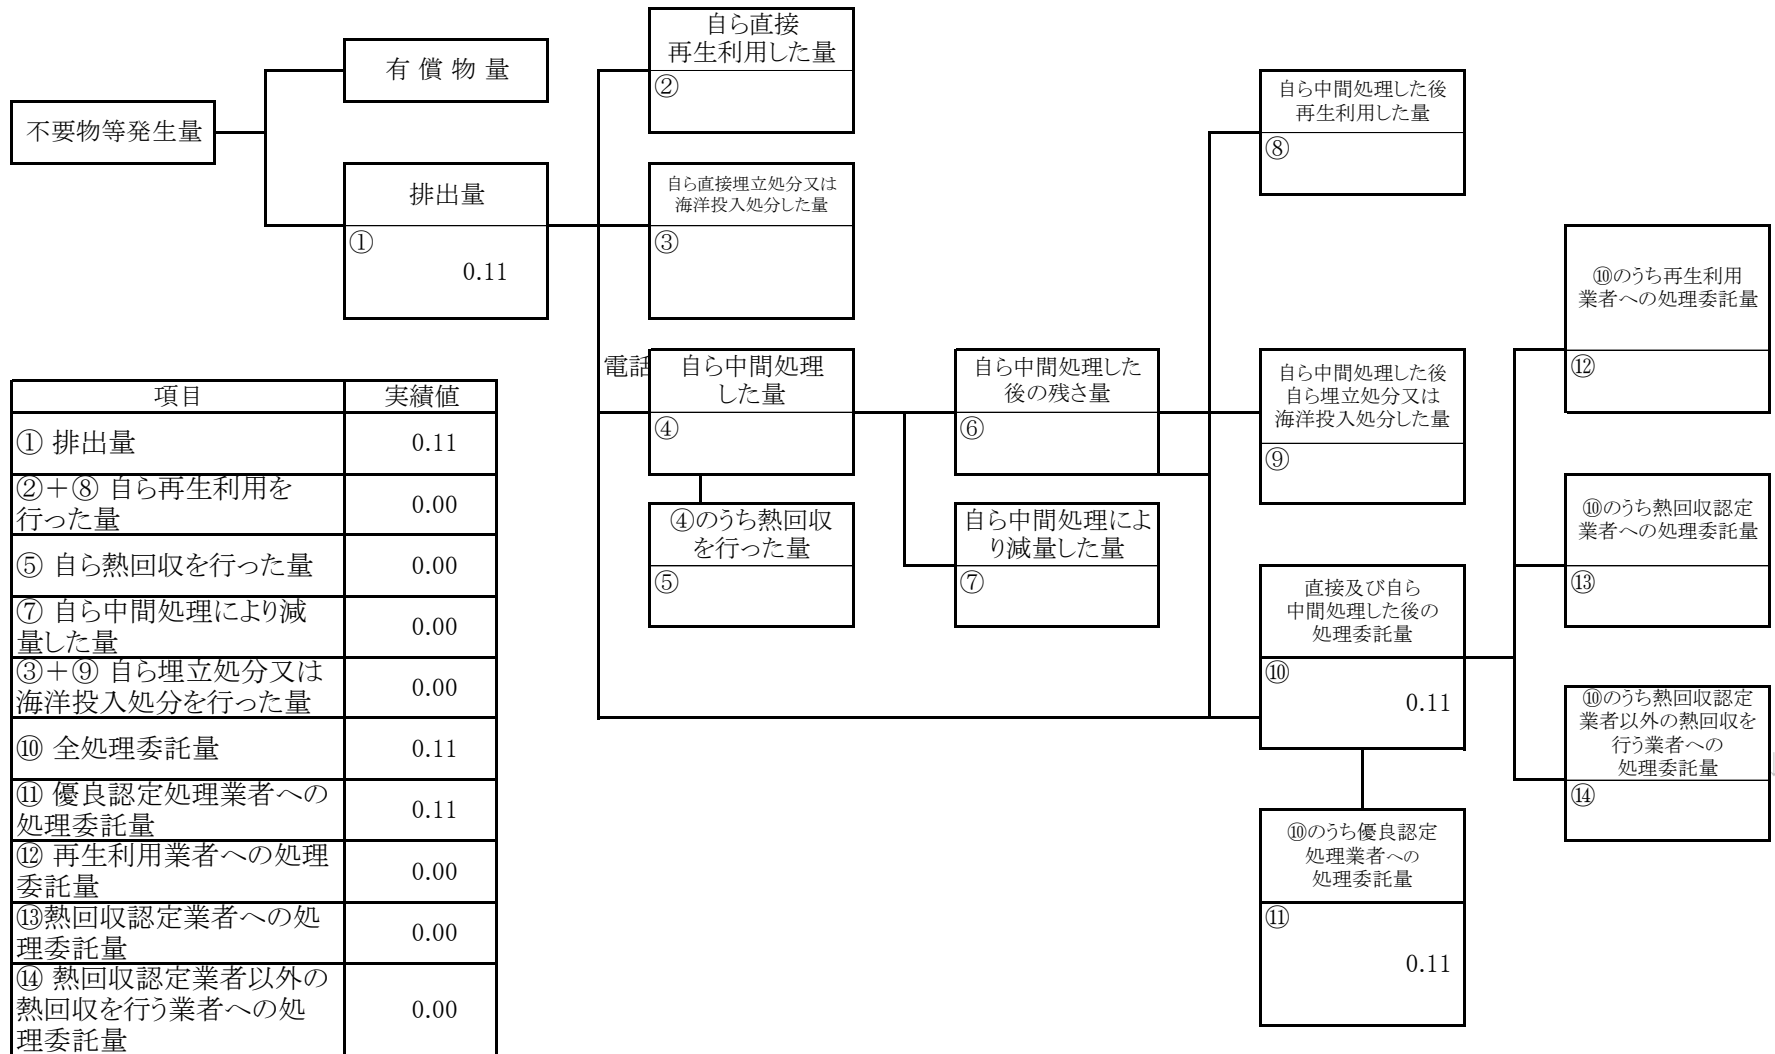 不要物等発生量
有 償 物 量
排出量
①
0.11
自ら直接
再生利用した量
②
自ら直接埋立処分又は
海洋投入処分した量
③
電話
自ら中間処理
した量
④
④のうち熱回収
を行った量
⑤
自ら中間処理した
後の残さ量
⑥
自ら中間処理によ
り減量した量
⑦
自ら中間処理した後
再生利用した量
⑧
自ら中間処理した後
自ら埋立処分又は
海洋投入処分した量
⑨
直接及び自ら
中間処理した後の
処理委託量
⑩
0.11
⑩のうち優良認定
処理業者への
処理委託量
⑪
0.11
⑩のうち再生利用
業者への処理委託量
⑫
⑩のうち熱回収認定
業者への処理委託量
⑬
⑩のうち熱回収認定
業者以外の熱回収を
行う業者への
処理委託量
⑭
項目 実績値
① 排出量 0.11
②＋⑧ 自ら再生利用を
行った量 0.00
⑤ 自ら熱回収を行った量 0.00
⑦ 自ら中間処理により減
量した量 0.00
③＋⑨ 自ら埋立処分又は
海洋投入処分を行った量 0.00
⑩ 全処理委託量 0.11
⑪ 優良認定処理業者への
処理委託量 0.11
⑫ 再生利用業者への処理
委託量 0.00
⑬熱回収認定業者への処
理委託量 0.00
⑭ 熱回収認定業者以外の
熱回収を行う業者への処
理委託量 0.00